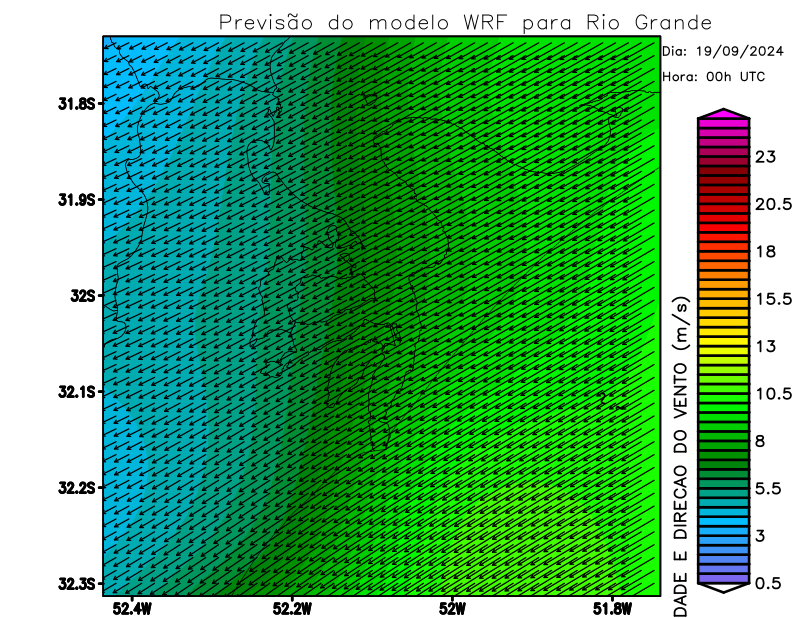 Previsão do modelo WRF para Rio Grande
Dia: 19/09/2024
Hora: 00h UTC
31.8S
31.9S
32S
32.1S
32.2S
32.3S
52.4W
52.2W
52W
51.8W
23
20.5
18
15.5
13
10.5
8
5.5
3
0.5
DADE E DIRECAO DO VENTO (m/s)